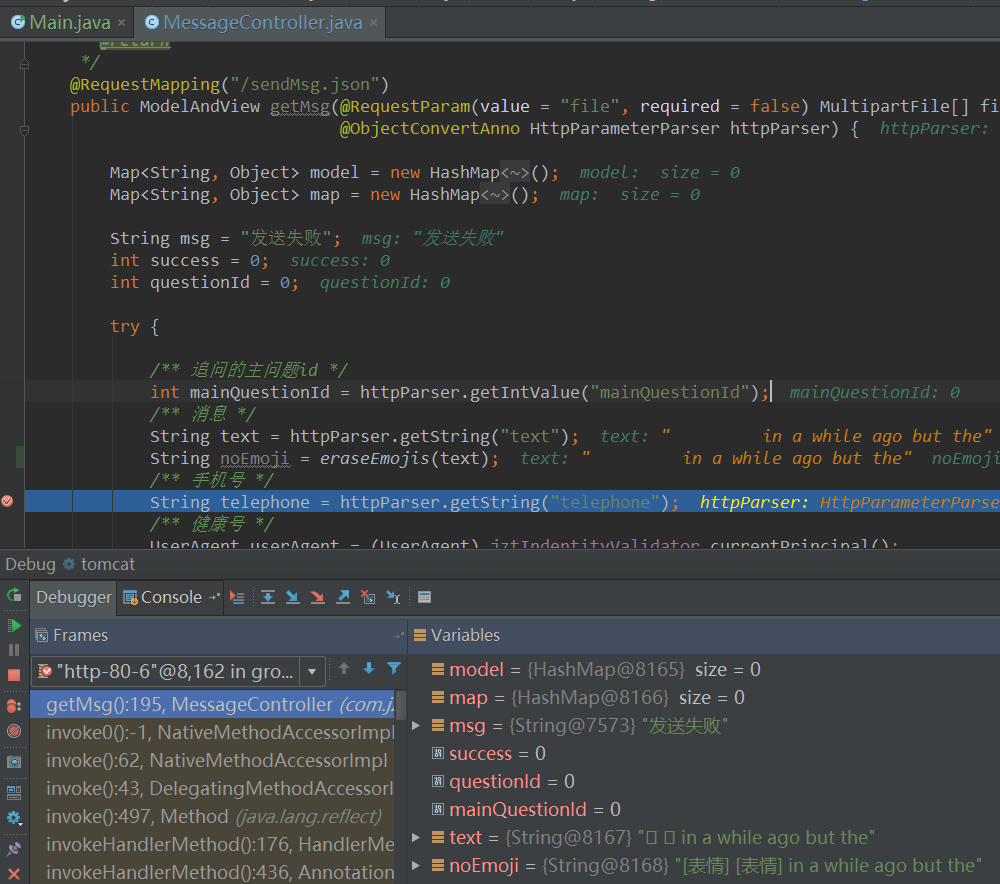 Main.java × MessageController.java ×
@return
*/
@RequestMapping("/sendMsg.json")
public ModelAndView getMsg(@RequestParam(value = "file", required = false) MultipartFile[] fi
@ObjectConvertAnno HttpParameterParser httpParser) { httpParser:
Map<String, Object> model = new HashMap<~>(); model: size = 0
Map<String, Object> map = new HashMap<~>(); map: size = 0
String msg = "发送失败"; msg: "发送失败"
int success = 0; success: 0
int questionId = 0; questionId: 0
try {
/** 追问的主问题id */
int mainQuestionId = httpParser.getIntValue("mainQuestionId"); mainQuestionId: 0
/** 消息 */
String text = httpParser.getString("text"); text: " in a while ago but the"
String noEmoji = eraseEmojis(text); text: " in a while ago but the" noEmoji
/** 手机号 */
String telephone = httpParser.getString("telephone"); httpParser: HttpParameterParse
/** 健康号 */
UserAgent userAgent = (UserAgent) jztIndentityValidator.currentPrincipal();
Debug tomcat
Debugger Console
Frames
"http-80-6"@8,162 in gro...
getMsg():195, MessageController (com.j
invoke0():-1, NativeMethodAccessorImpl
invoke():62, NativeMethodAccessorImpl
invoke():43, DelegatingMethodAccessorI
invoke():497, Method (java.lang.reflect)
invokeHandlerMethod():176, HandlerMe
invokeHandlerMethod():436, Annotation
Variables
model = {HashMap@8165} size = 0
map = {HashMap@8166} size = 0
msg = {String@7573} "发送失败"
success = 0
questionId = 0
mainQuestionId = 0
text = {String@8167} "▯ ▯ in a while ago but the"
noEmoji = {String@8168} "[表情] [表情] in a while ago but the"